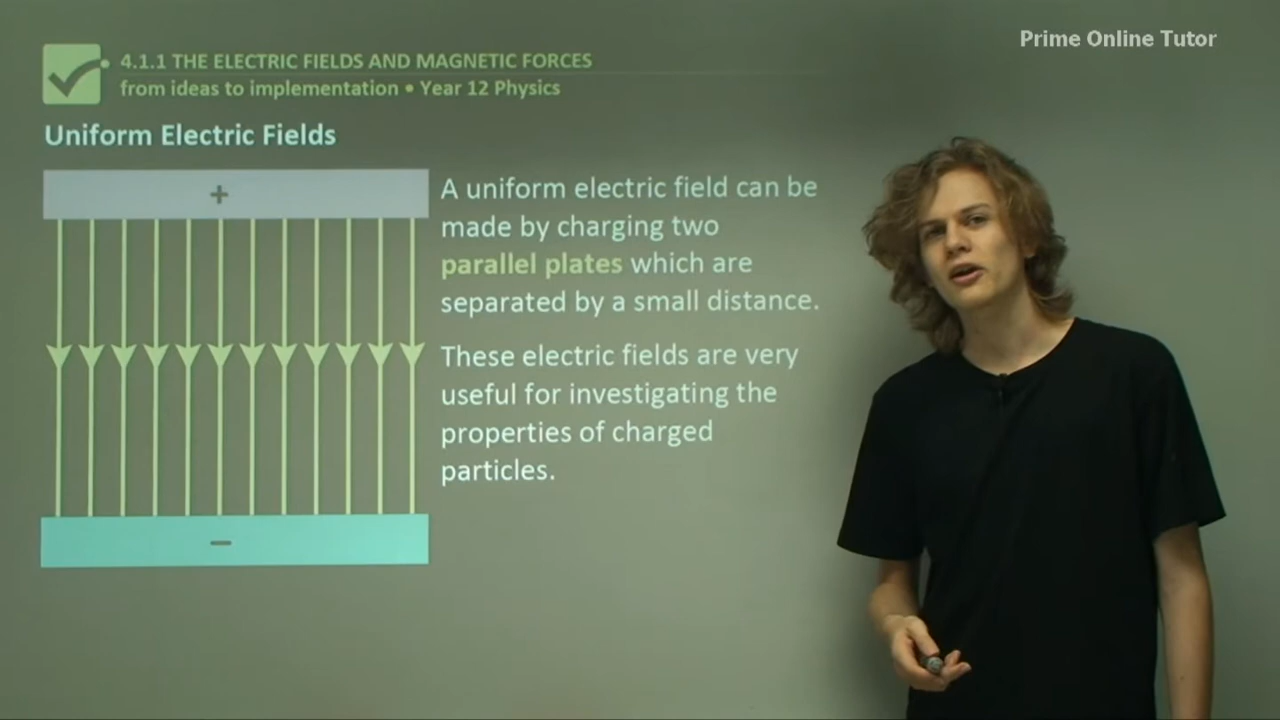 Prime Online Tutor
4.1.1 THE ELECTRIC FIELDS AND MAGNETIC FORCES
from ideas to implementation • Year 12 Physics
Uniform Electric Fields
+
A uniform electric field can be
made by charging two
parallel plates which are
separated by a small distance.
These electric fields are very
useful for investigating the
properties of charged
particles.
−